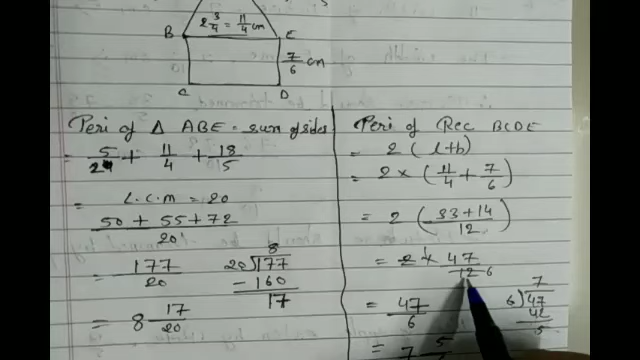 5
B 2 3/4 = 11/4 cm E
7/6 cm
C D
Peri of Δ ABE = sum of sides
= 5/2 + 11/4 + 18/5
= L.C.M = 20
50 + 55 + 72
20
= 177/20
8
20)177
- 160
17
= 8 17/20
Peri of Rec BCDE
= 2 ( l+b )
= 2 × ( 11/4 + 7/6 )
= 2 ( 33 + 14 / 12 )
= 2 × 47 / 12 6
= 47/6
7
6)47
42
5
= 7 5